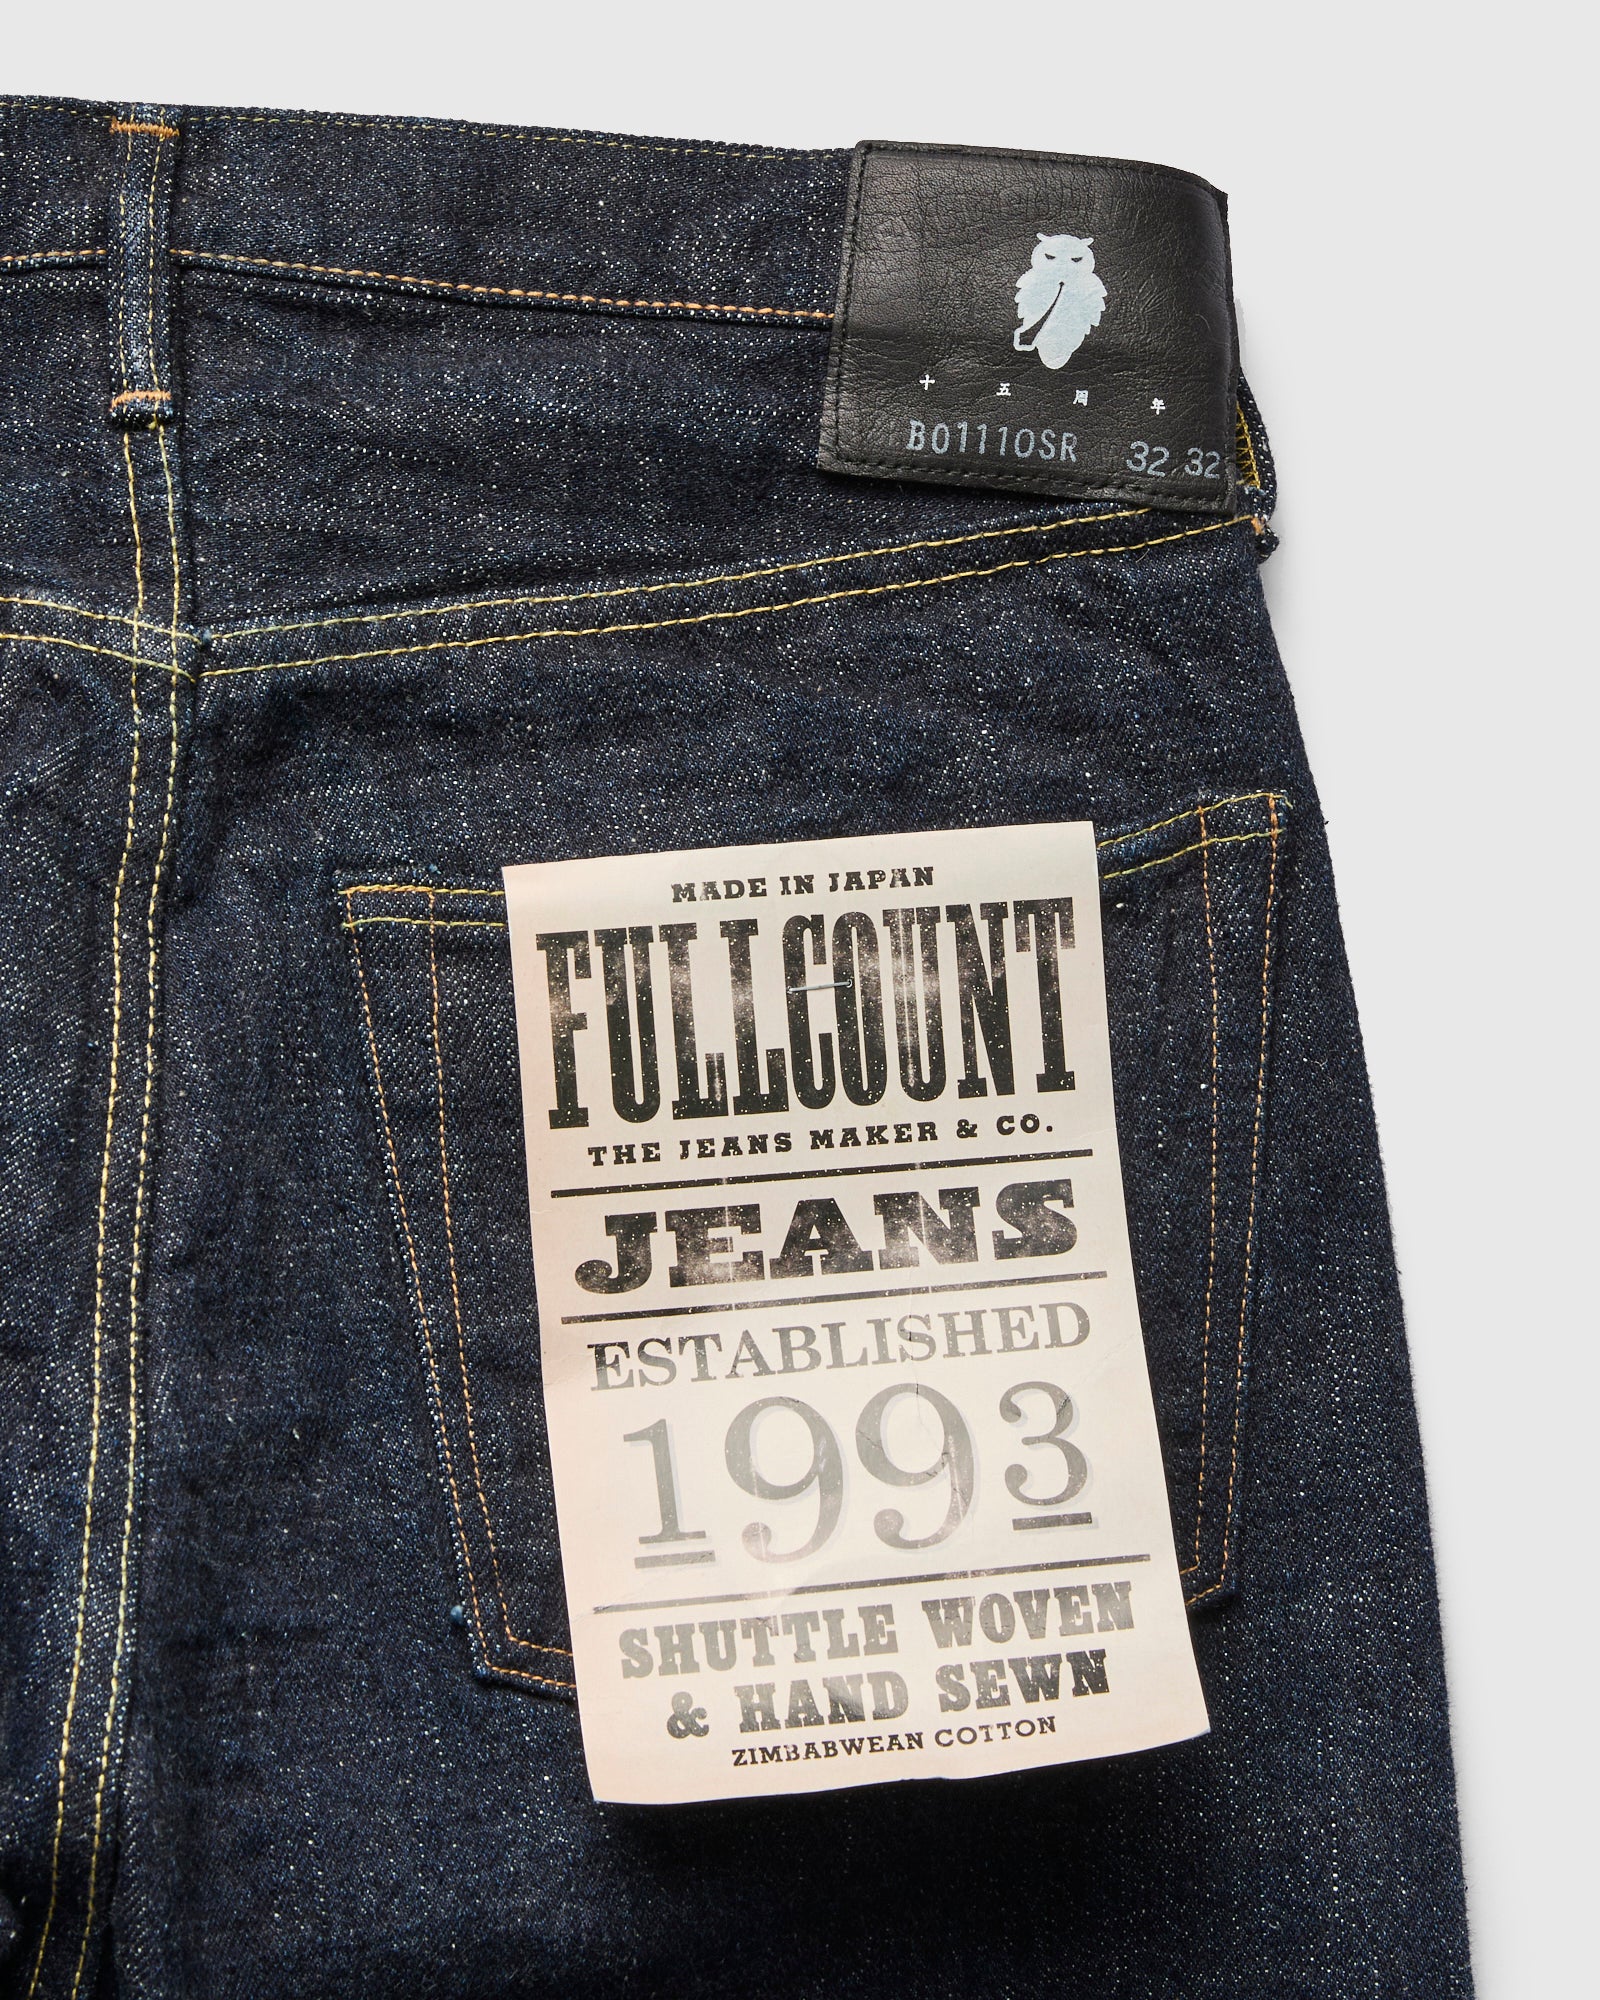 十 五 周 年
B01110SR 32 32
MADE IN JAPAN
FULLCOUNT
THE JEANS MAKER & CO.
JEANS
ESTABLISHED
1993
SHUTTLE WOVEN
& HAND SEWN
ZIMBABWEAN COTTON